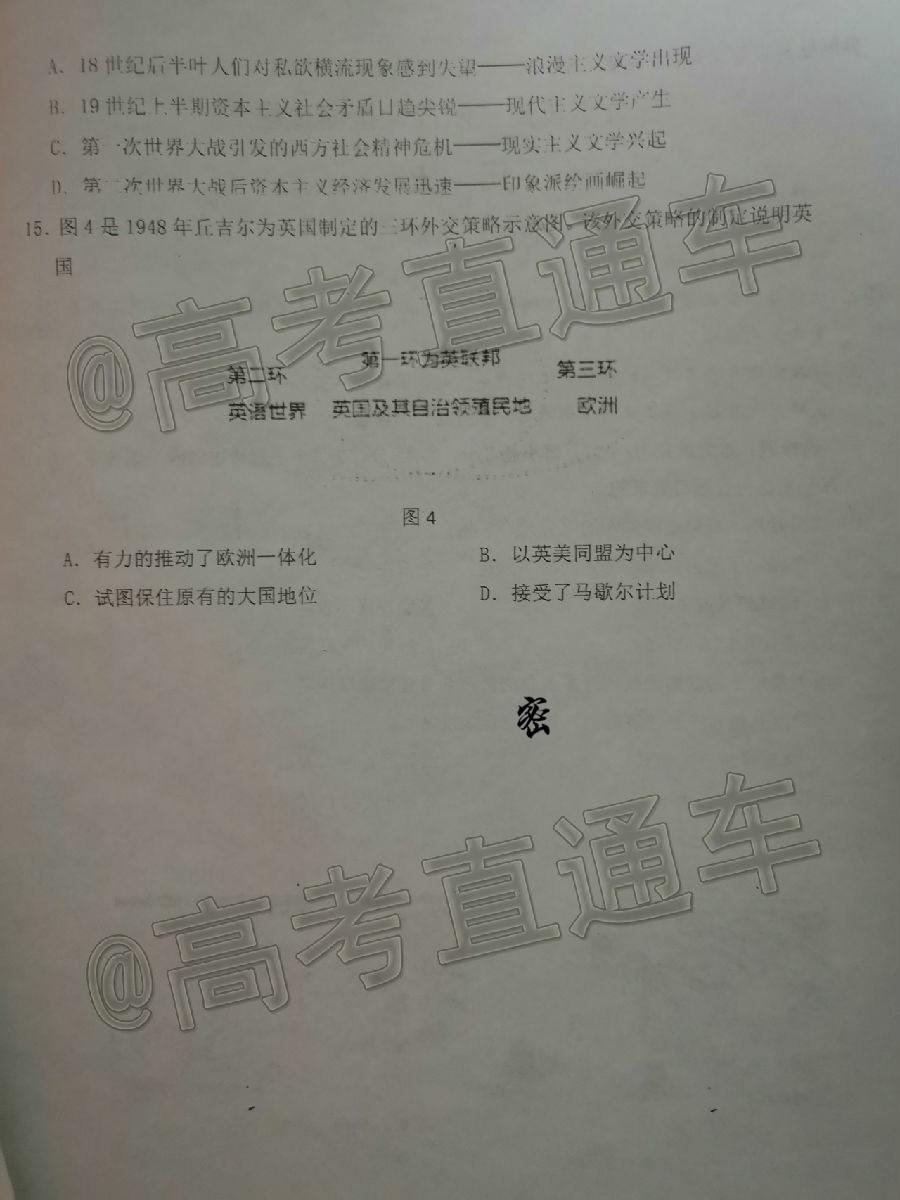 A. 18世纪后半叶人们对私欲横流现象感到失望——浪漫主义文学出现
B. 19世纪上半期资本主义社会矛盾日趋尖锐——现代主义文学产生
C. 第一次世界大战引发的西方社会精神危机——现实主义文学兴起
D. 第二次世界大战后资本主义经济发展迅速——印象派绘画崛起
15. 图4是1948年丘吉尔为英国制定的三环外交策略示意图。该外交策略的制定说明英
国
@高考直通车
第二环 第一环为英联邦 第三环
英语世界 英国及其自治领殖民地 欧洲
图4
A. 有力的推动了欧洲一体化 B. 以英美同盟为中心
C. 试图保住原有的大国地位 D. 接受了马歇尔计划
密
@高考直通车